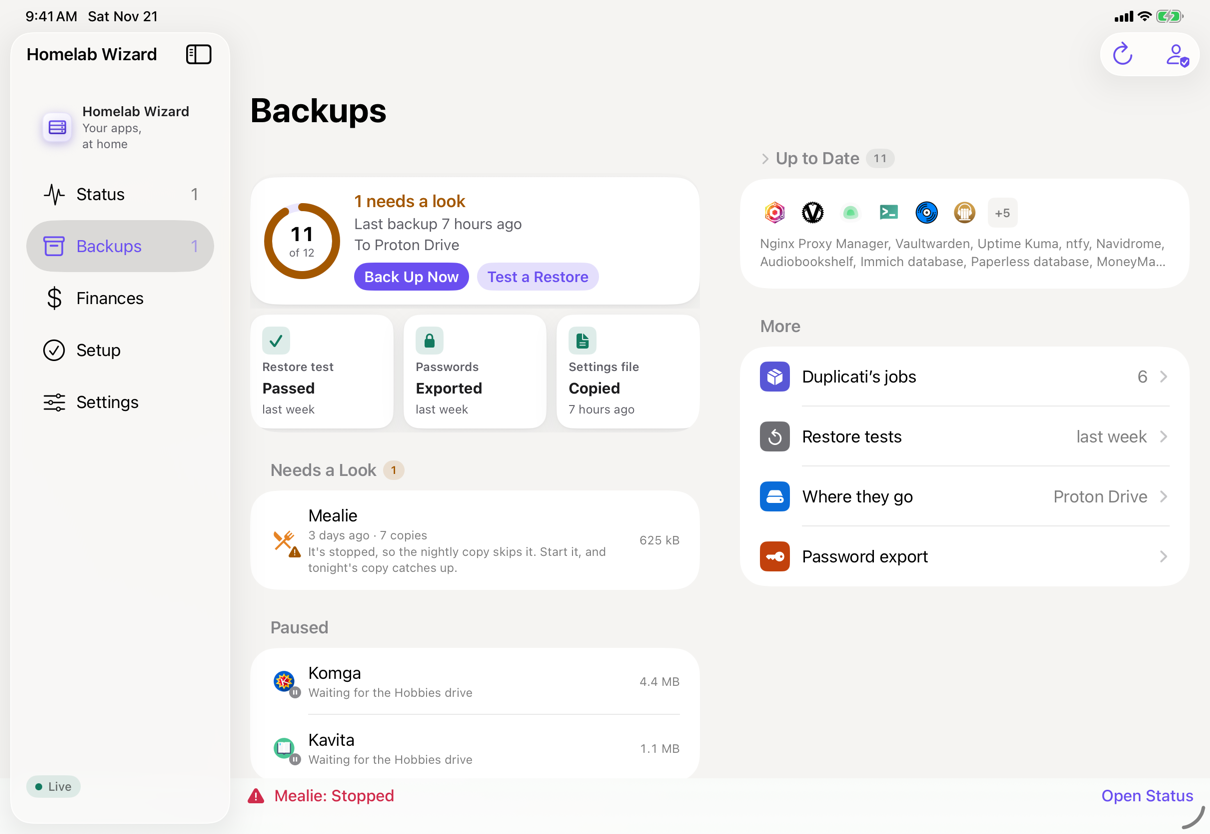 9:41 AM Sat Nov 21
Homelab Wizard
Homelab Wizard
Your apps,
at home
Status 1
Backups 1
Finances
Setup
Settings
Live
Backups
11
of 12
1 needs a look
Last backup 7 hours ago
To Proton Drive
Back Up Now
Test a Restore
Restore test
Passed
last week
Passwords
Exported
last week
Settings file
Copied
7 hours ago
Needs a Look 1
Mealie
3 days ago · 7 copies
It's stopped, so the nightly copy skips it. Start it, and
tonight's copy catches up.
625 kB
Paused
Komga
Waiting for the Hobbies drive
4.4 MB
Kavita
Waiting for the Hobbies drive
1.1 MB
Up to Date 11
+5
Nginx Proxy Manager, Vaultwarden, Uptime Kuma, ntfy, Navidrome,
Audiobookshelf, Immich database, Paperless database, MoneyMa...
More
Duplicati’s jobs 6
Restore tests last week
Where they go Proton Drive
Password export
Mealie: Stopped
Open Status